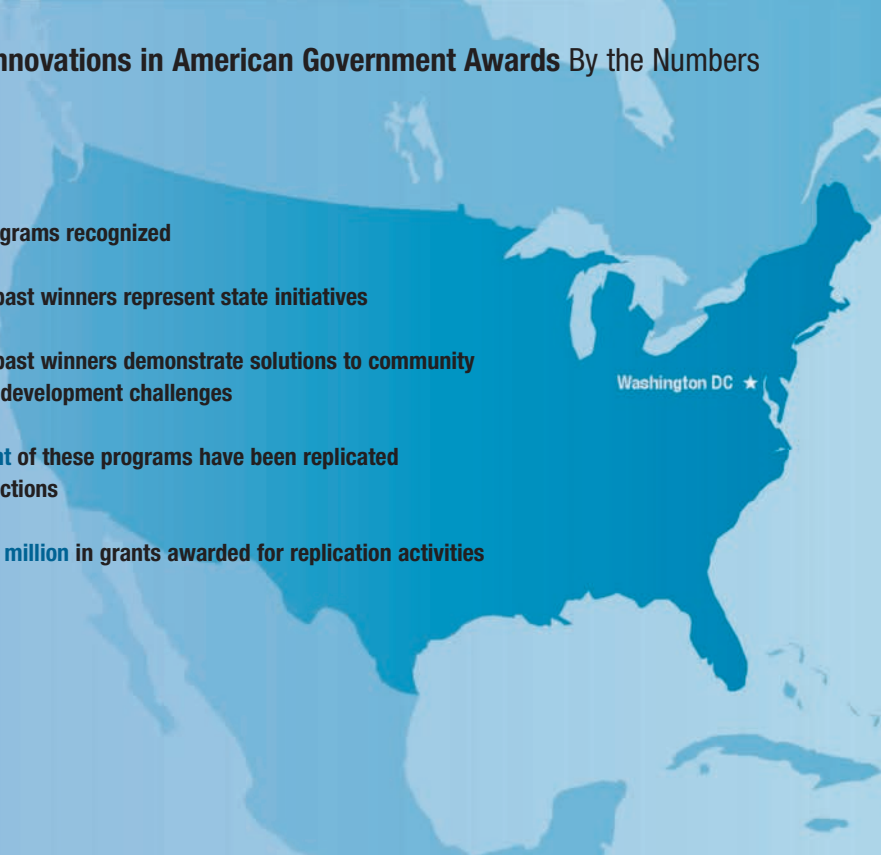 nnovations in American Government Awards By the Numbers
grams recognized
past winners represent state initiatives
past winners demonstrate solutions to community
development challenges
Washington DC
nt of these programs have been replicated
ctions
million in grants awarded for replication activities